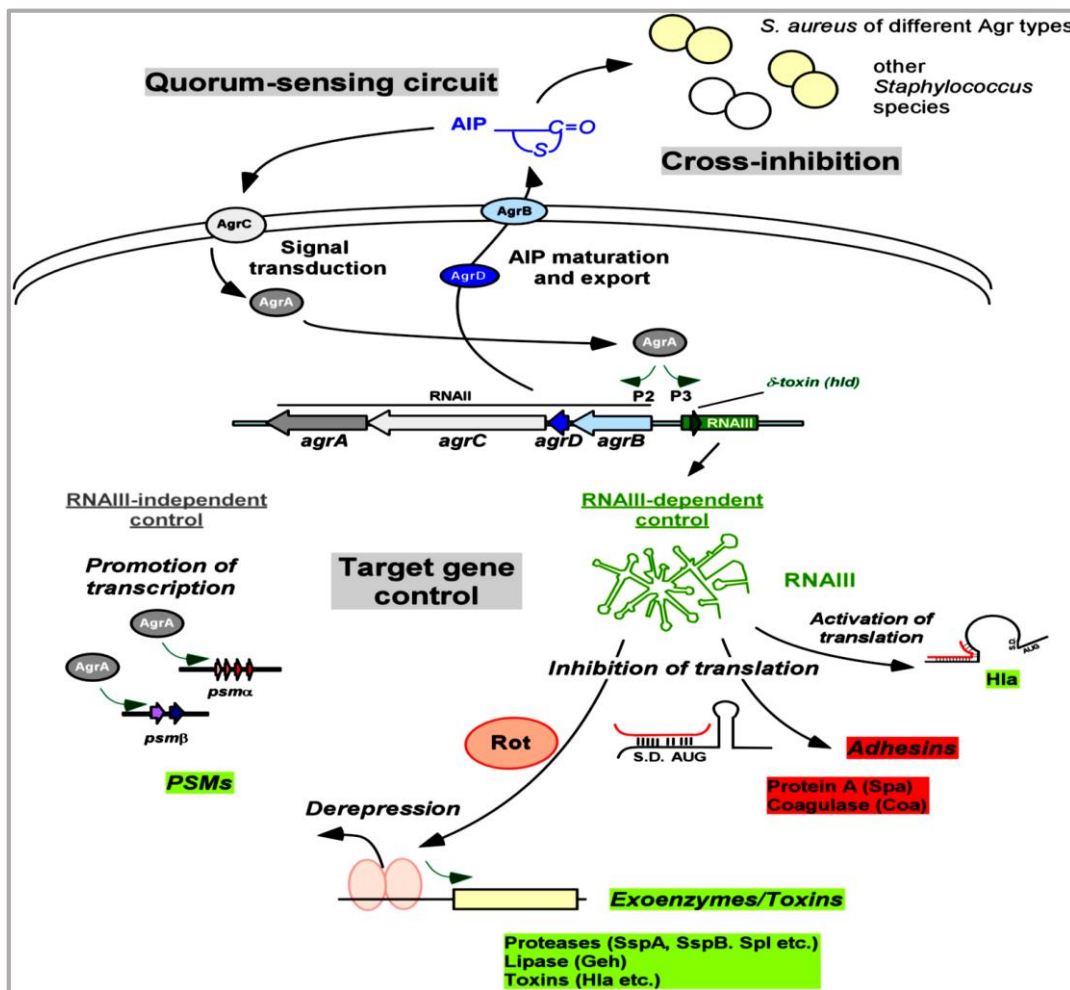 S. aureus of different Agr types
other
Staphylococcus
species
Quorum-sensing circuit
AIP
C=O
S
Cross-inhibition
AgrC
AgrB
Signal
transduction
AIP maturation
and export
AgrD
AgrA
AgrA
RNAII
P2
P3
δ-toxin (hld)
RNAIII
agrA
agrC
agrD
agrB
RNAIII-independent
control
RNAIII-dependent
control
Promotion of
transcription
Target gene
control
RNAIII
AgrA
Activation of
translation
S.D.
AUG
AgrA
psmα
Inhibition of translation
Hla
psmβ
Rot
S.D. AUG
Adhesins
PSMs
Protein A (Spa)
Coagulase (Coa)
Derepression
Exoenzymes/Toxins
Proteases (SspA, SspB. Spl etc.)
Lipase (Geh)
Toxins (Hla etc.)